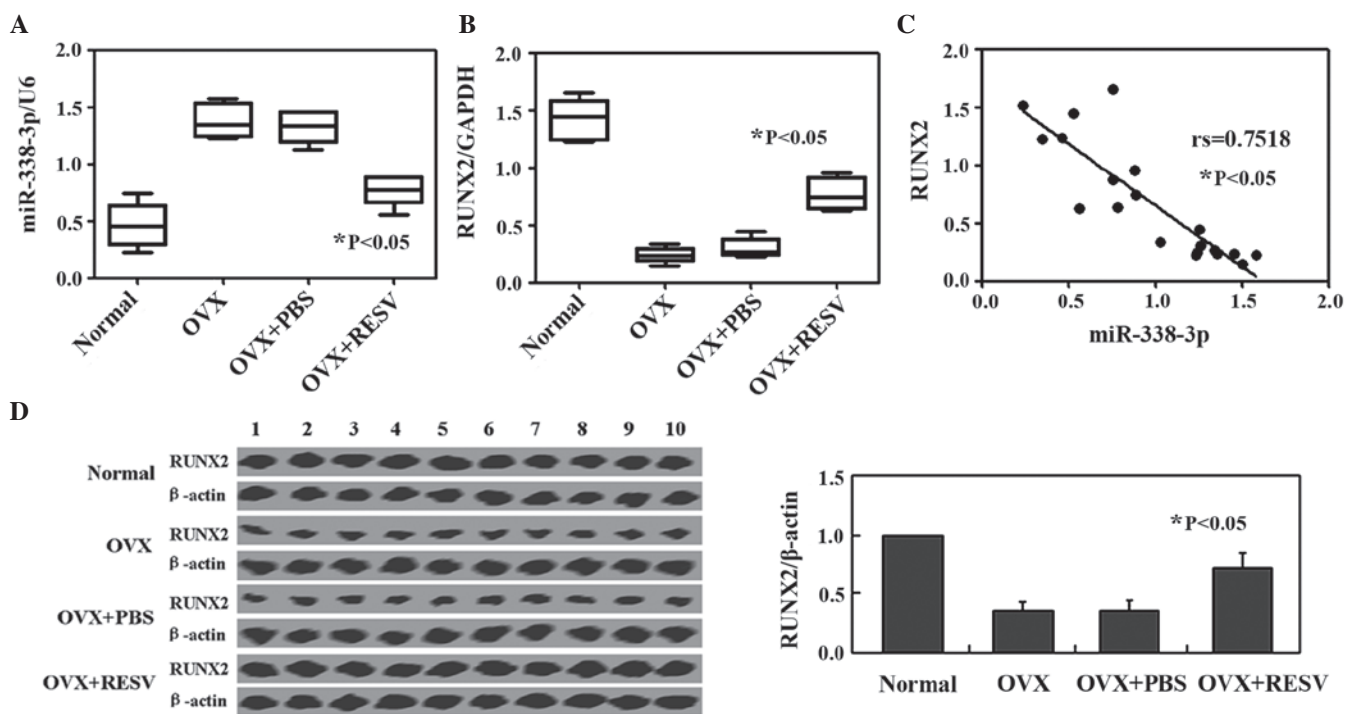 A
miR-338-3p/U6
2.0
1.5
1.0
0.5
0.0
*P<0.05
Normal
OVX
OVX+PBS
OVX+RESV
B
RUNX2/GAPDH
2.0
1.5
1.0
0.5
0.0
*P<0.05
Normal
OVX
OVX+PBS
OVX+RESV
C
RUNX2
2.0
1.5
1.0
0.5
0.0
rs=0.7518
*P<0.05
0.0 0.5 1.0 1.5 2.0
miR-338-3p
D
1 2 3 4 5 6 7 8 9 10
Normal
RUNX2
β-actin
OVX
RUNX2
β-actin
OVX+PBS
RUNX2
β-actin
OVX+RESV
RUNX2
β-actin
RUNX2/β-actin
1.5
1.0
0.5
0.0
*P<0.05
Normal OVX OVX+PBS OVX+RESV